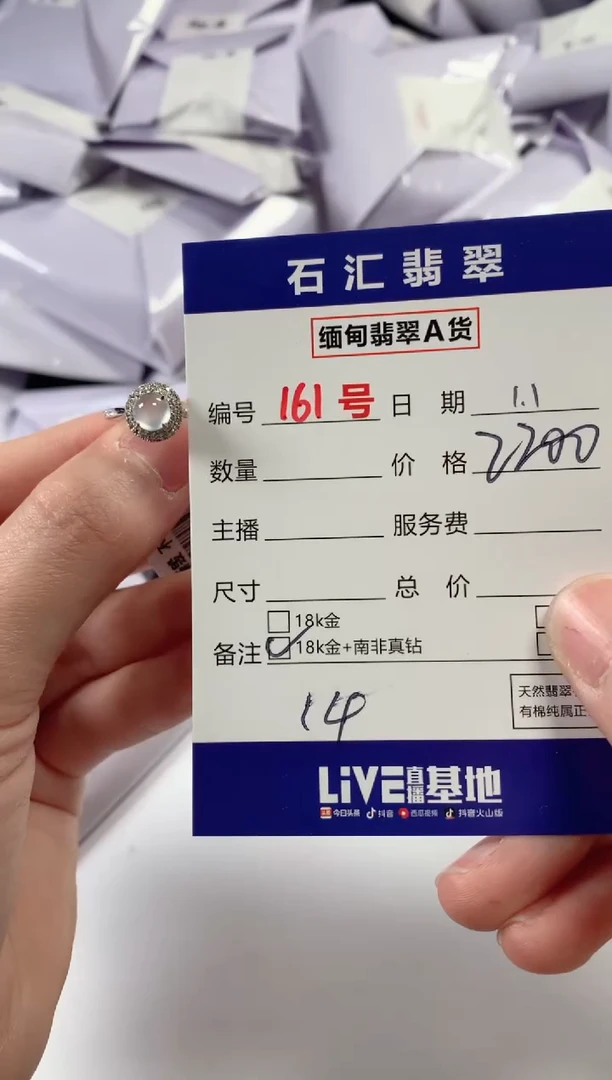 石汇翡翠
缅甸翡翠A货
编号 161号 日期 1.1
数量 价格 2200
主播 服务费
尺寸 总价
18k金
备注 18k金+南非真钻
14
天然翡翠
有棉纯属正
LiVE直播基地
今日头条 抖音 西瓜视频 抖音火山版